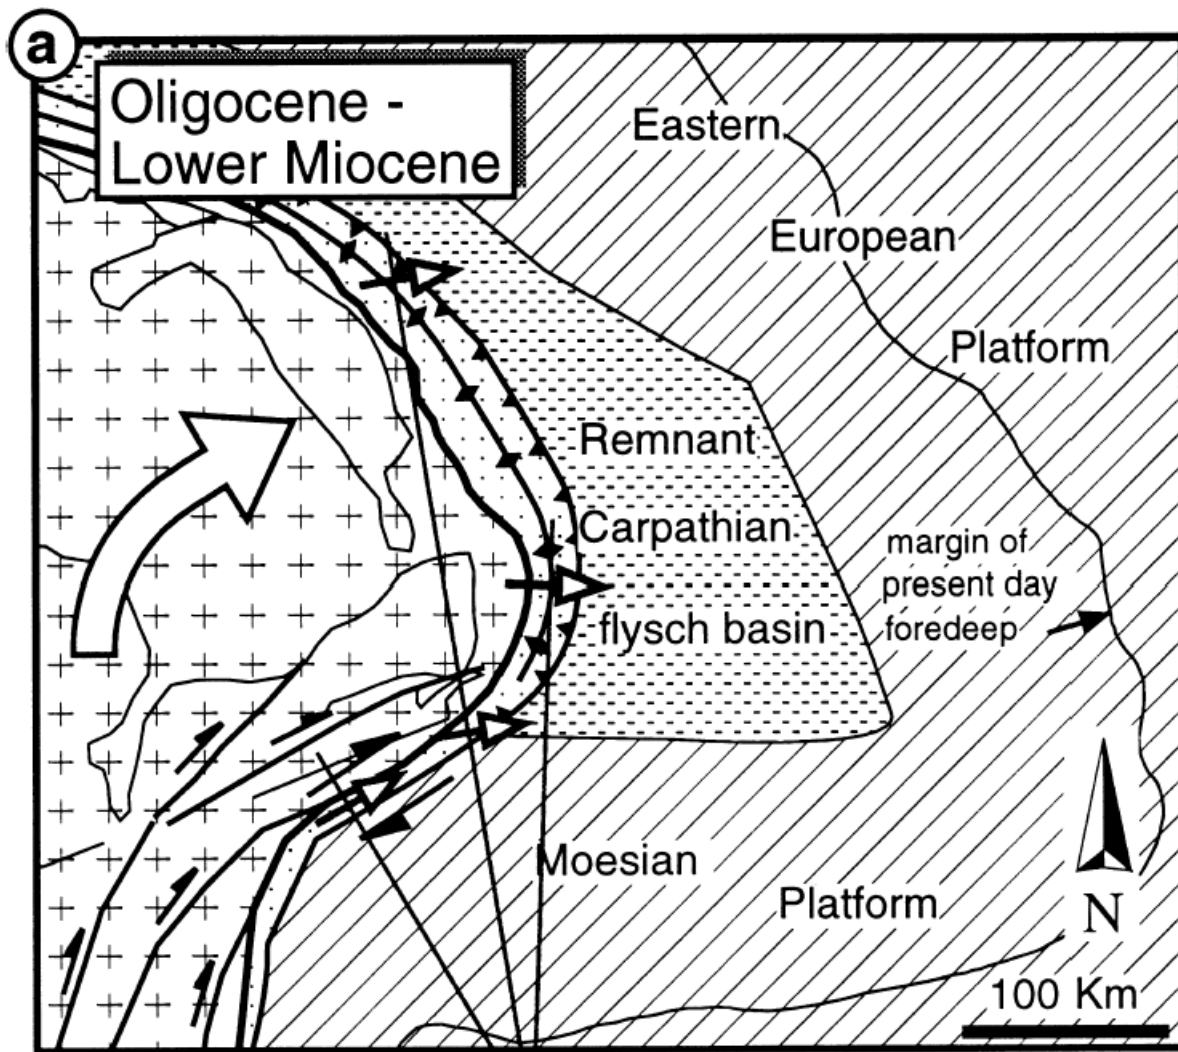 a
Oligocene -
Lower Miocene
Eastern
European
Platform
Remnant
Carpathian
flysch basin
margin of
present day
foredeep
Moesian
Platform
N
100 Km